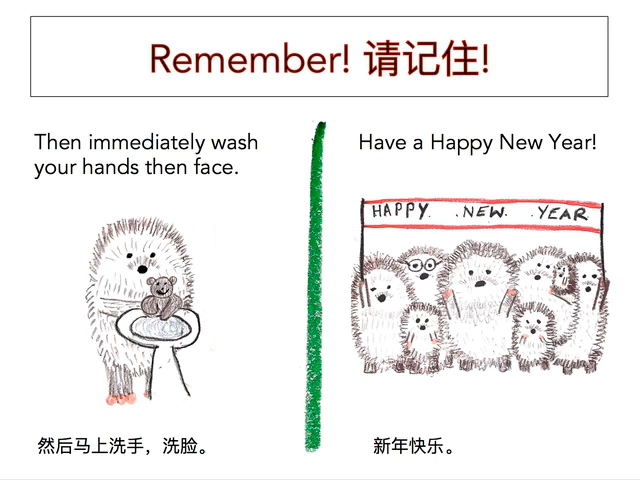 Remember! 请记住!
Then immediately wash
your hands then face.
然后马上洗手，洗脸。
Have a Happy New Year!
HAPPY. .NEW. .YEAR
新年快乐。